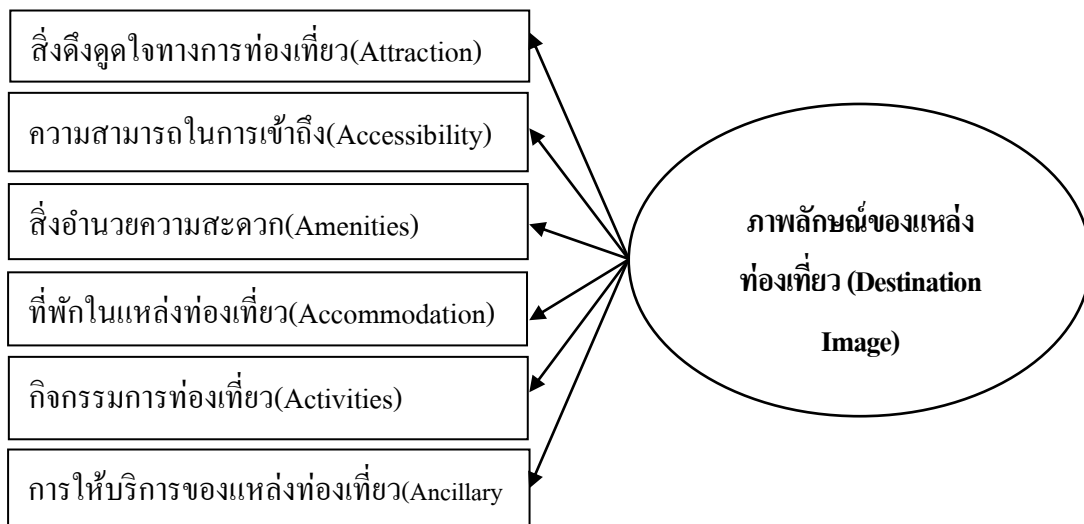 สิ่งดึงดูดใจทางการท่องเที่ยว(Attraction)
ความสามารถในการเข้าถึง(Accessibility)
สิ่งอำนวยความสะดวก(Amenities)
ที่พักในแหล่งท่องเที่ยว(Accommodation)
กิจกรรมการท่องเที่ยว(Activities)
การให้บริการของแหล่งท่องเที่ยว(Ancillary
ภาพลักษณ์ของแหล่ง
ท่องเที่ยว (Destination
Image)